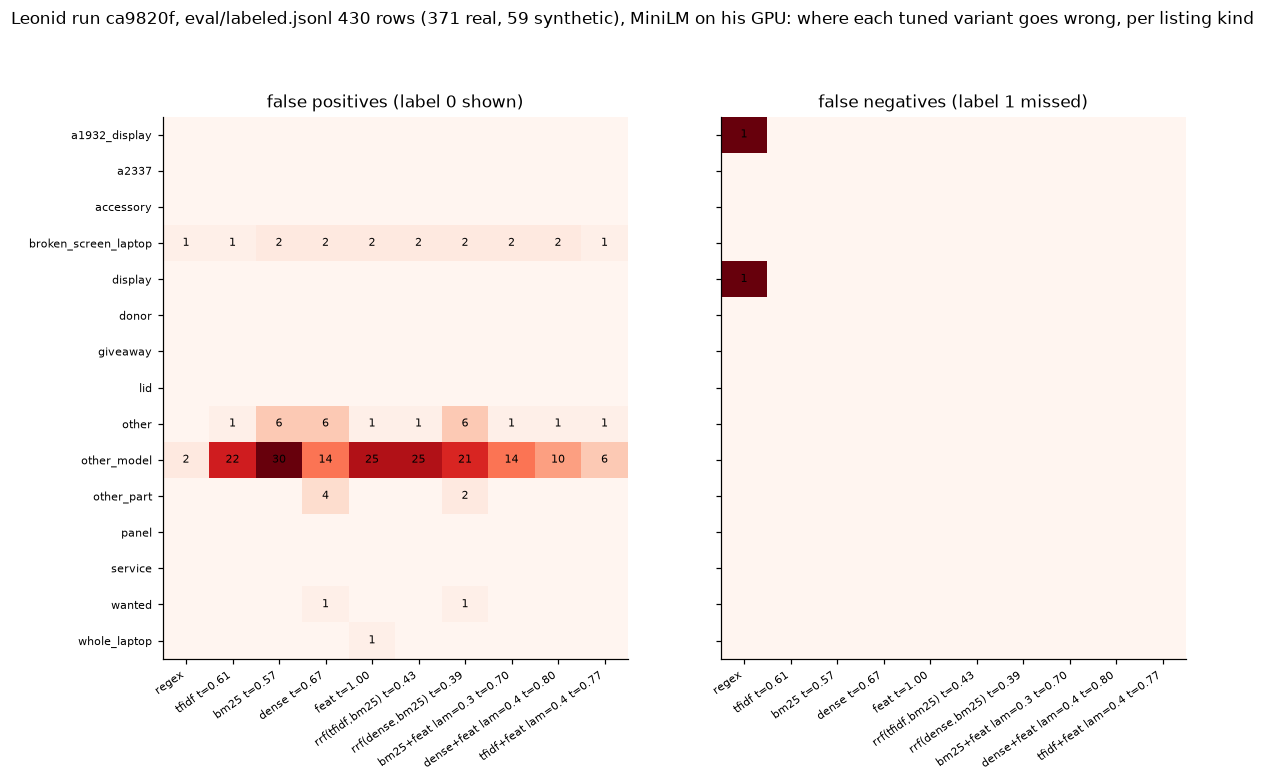 Leonid run ca9820f, eval/labeled.jsonl 430 rows (371 real, 59 synthetic), MiniLM on his GPU: where each tuned variant goes wrong, per listing kind
false positives (label 0 shown)
false negatives (label 1 missed)
a1932_display 1
a2337
accessory
broken_screen_laptop 1 1 2 2 2 2 2 2 2 1
display 1
donor
giveaway
lid
other 1 6 6 1 1 6 1 1 1
other_model 2 22 30 14 25 25 21 14 10 6
other_part 4 2
panel
service
wanted 1 1
whole_laptop 1
regex
tfidf t=0.61
bm25 t=0.57
dense t=0.67
feat t=1.00
rrf(tfidf,bm25) t=0.43
rrf(dense,bm25) t=0.39
bm25+feat lam=0.3 t=0.70
dense+feat lam=0.4 t=0.80
tfidf+feat lam=0.4 t=0.77
regex
tfidf t=0.61
bm25 t=0.57
dense t=0.67
feat t=1.00
rrf(tfidf,bm25) t=0.43
rrf(dense,bm25) t=0.39
bm25+feat lam=0.3 t=0.70
dense+feat lam=0.4 t=0.80
tfidf+feat lam=0.4 t=0.77